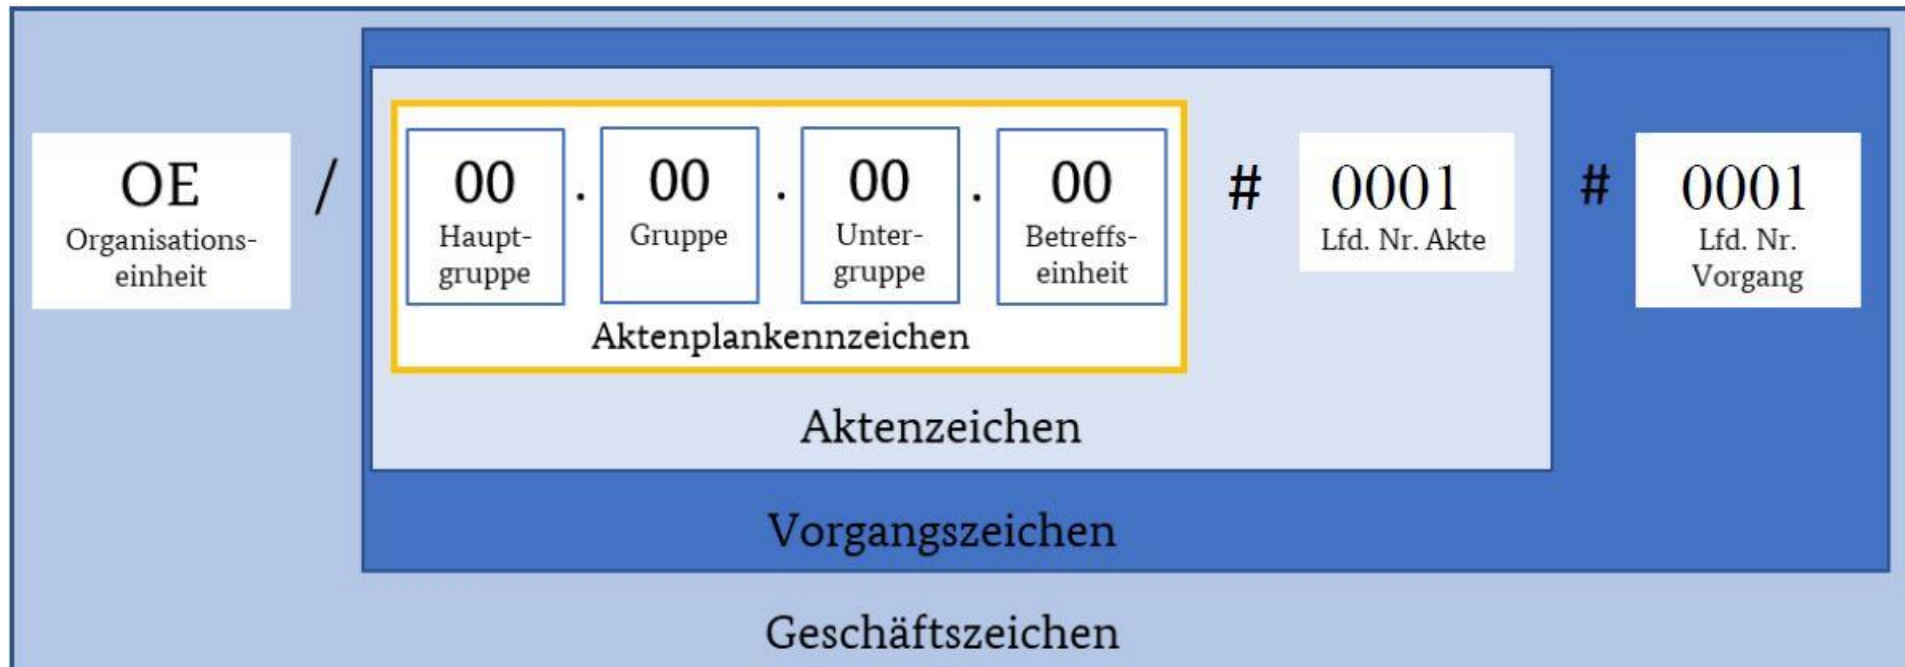 OE / 00 . 00 . 00 . 00 # 0001 # 0001
Organisations-
einheit
Haupt-
gruppe
Gruppe
Unter-
gruppe
Betreffs-
einheit
Lfd. Nr. Akte
Lfd. Nr.
Vorgang
Aktenplankennzeichen
Aktenzeichen
Vorgangszeichen
Geschäftszeichen